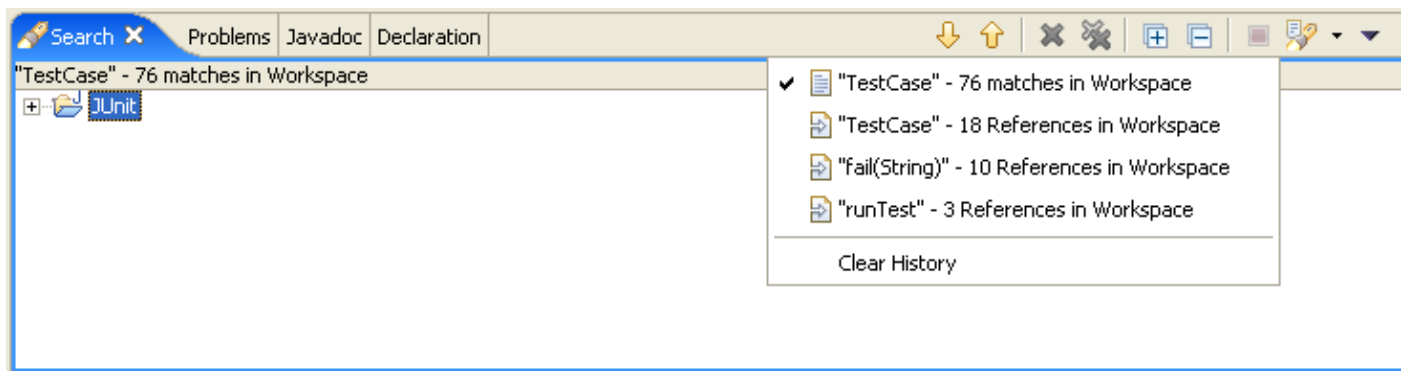 Search Problems Javadoc Declaration
"TestCase" - 76 matches in Workspace
JUnit
"TestCase" - 76 matches in Workspace
"TestCase" - 18 References in Workspace
"fail(String)" - 10 References in Workspace
"runTest" - 3 References in Workspace
Clear History